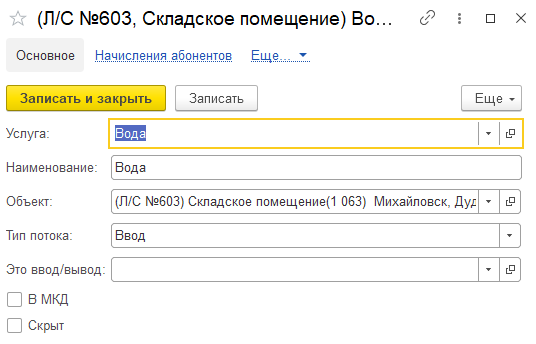 (Л/С №603, Складское помещение) Во...
Основное Начисления абонентов Еще...
Записать и закрыть Записать Еще
Услуга: Вода
Наименование: Вода
Объект: (Л/С №603) Складское помещение(1 063) Михайловск, Дуд
Тип потока: Ввод
Это ввод/вывод:
В МКД
Скрыт